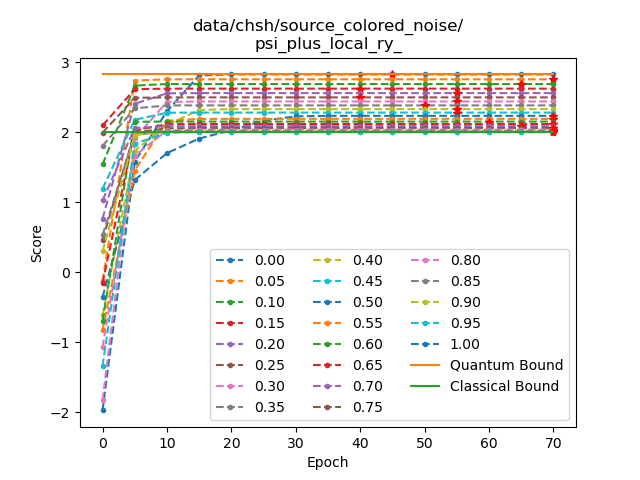 data/chsh/source_colored_noise/
psi_plus_local_ry_
Score
3
2
1
0
−1
−2
0 10 20 30 40 50 60 70
Epoch
0.00 0.40 0.80
0.05 0.45 0.85
0.10 0.50 0.90
0.15 0.55 0.95
0.20 0.60 1.00
0.25 0.65 Quantum Bound
0.30 0.70 Classical Bound
0.35 0.75